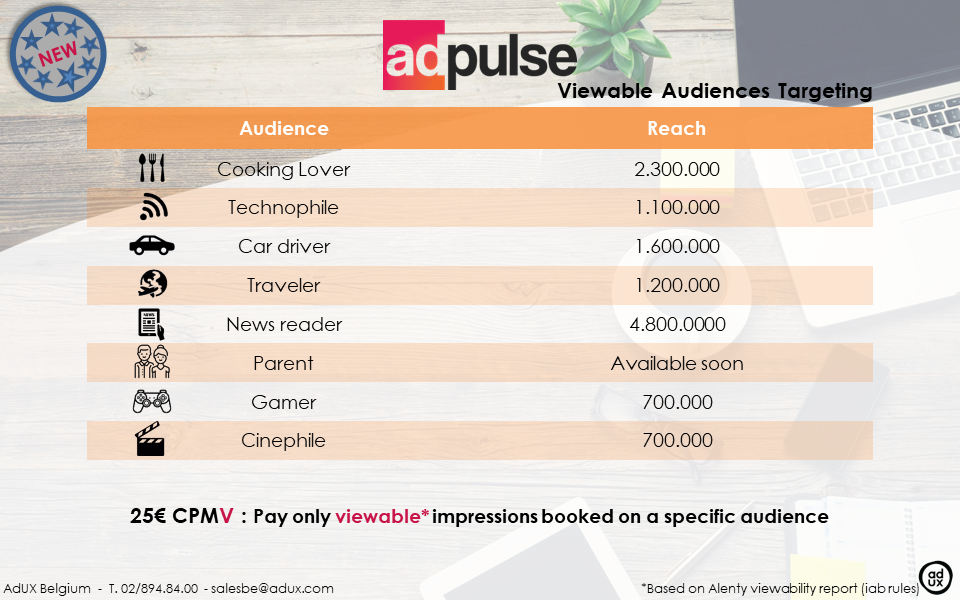 NEW
adpulse
Viewable Audiences Targeting
Audience Reach
Cooking Lover 2.300.000
Technophile 1.100.000
Car driver 1.600.000
Traveler 1.200.000
NEWS
News reader 4.800.0000
Parent Available soon
Gamer 700.000
Cinephile 700.000
25€ CPMV : Pay only viewable* impressions booked on a specific audience
AdUX Belgium - T. 02/894.84.00 - salesbe@adux.com
*Based on Alenty viewability report (iab rules)
ad
ux